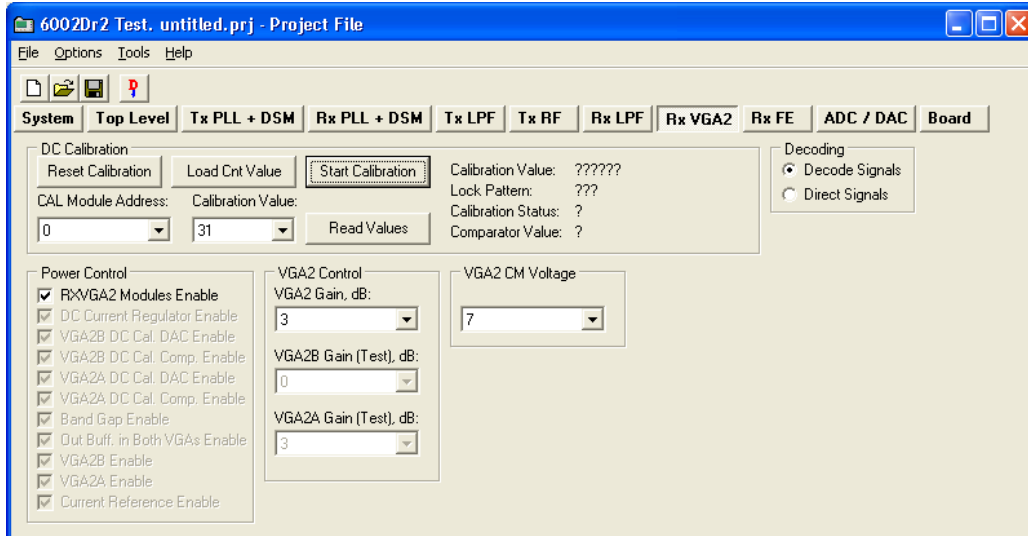 6002Dr2 Test. untitled.prj - Project File
File Options Tools Help
System Top Level Tx PLL + DSM Rx PLL + DSM Tx LPF Tx RF Rx LPF Rx VGA2 Rx FE ADC / DAC Board
DC Calibration
Reset Calibration Load Cnt Value Start Calibration
CAL Module Address: Calibration Value:
0 31 Read Values
Calibration Value: ??????
Lock Pattern: ???
Calibration Status: ?
Comparator Value: ?
Decoding
Decode Signals
Direct Signals
Power Control
RXVGA2 Modules Enable
DC Current Regulator Enable
VGA2B DC Cal. DAC Enable
VGA2B DC Cal. Comp. Enable
VGA2A DC Cal. DAC Enable
VGA2A DC Cal. Comp. Enable
Band Gap Enable
Out Buff. in Both VGAs Enable
VGA2B Enable
VGA2A Enable
Current Reference Enable
VGA2 Control
VGA2 Gain, dB:
3
VGA2B Gain (Test), dB:
0
VGA2A Gain (Test), dB:
3
VGA2 CM Voltage
7